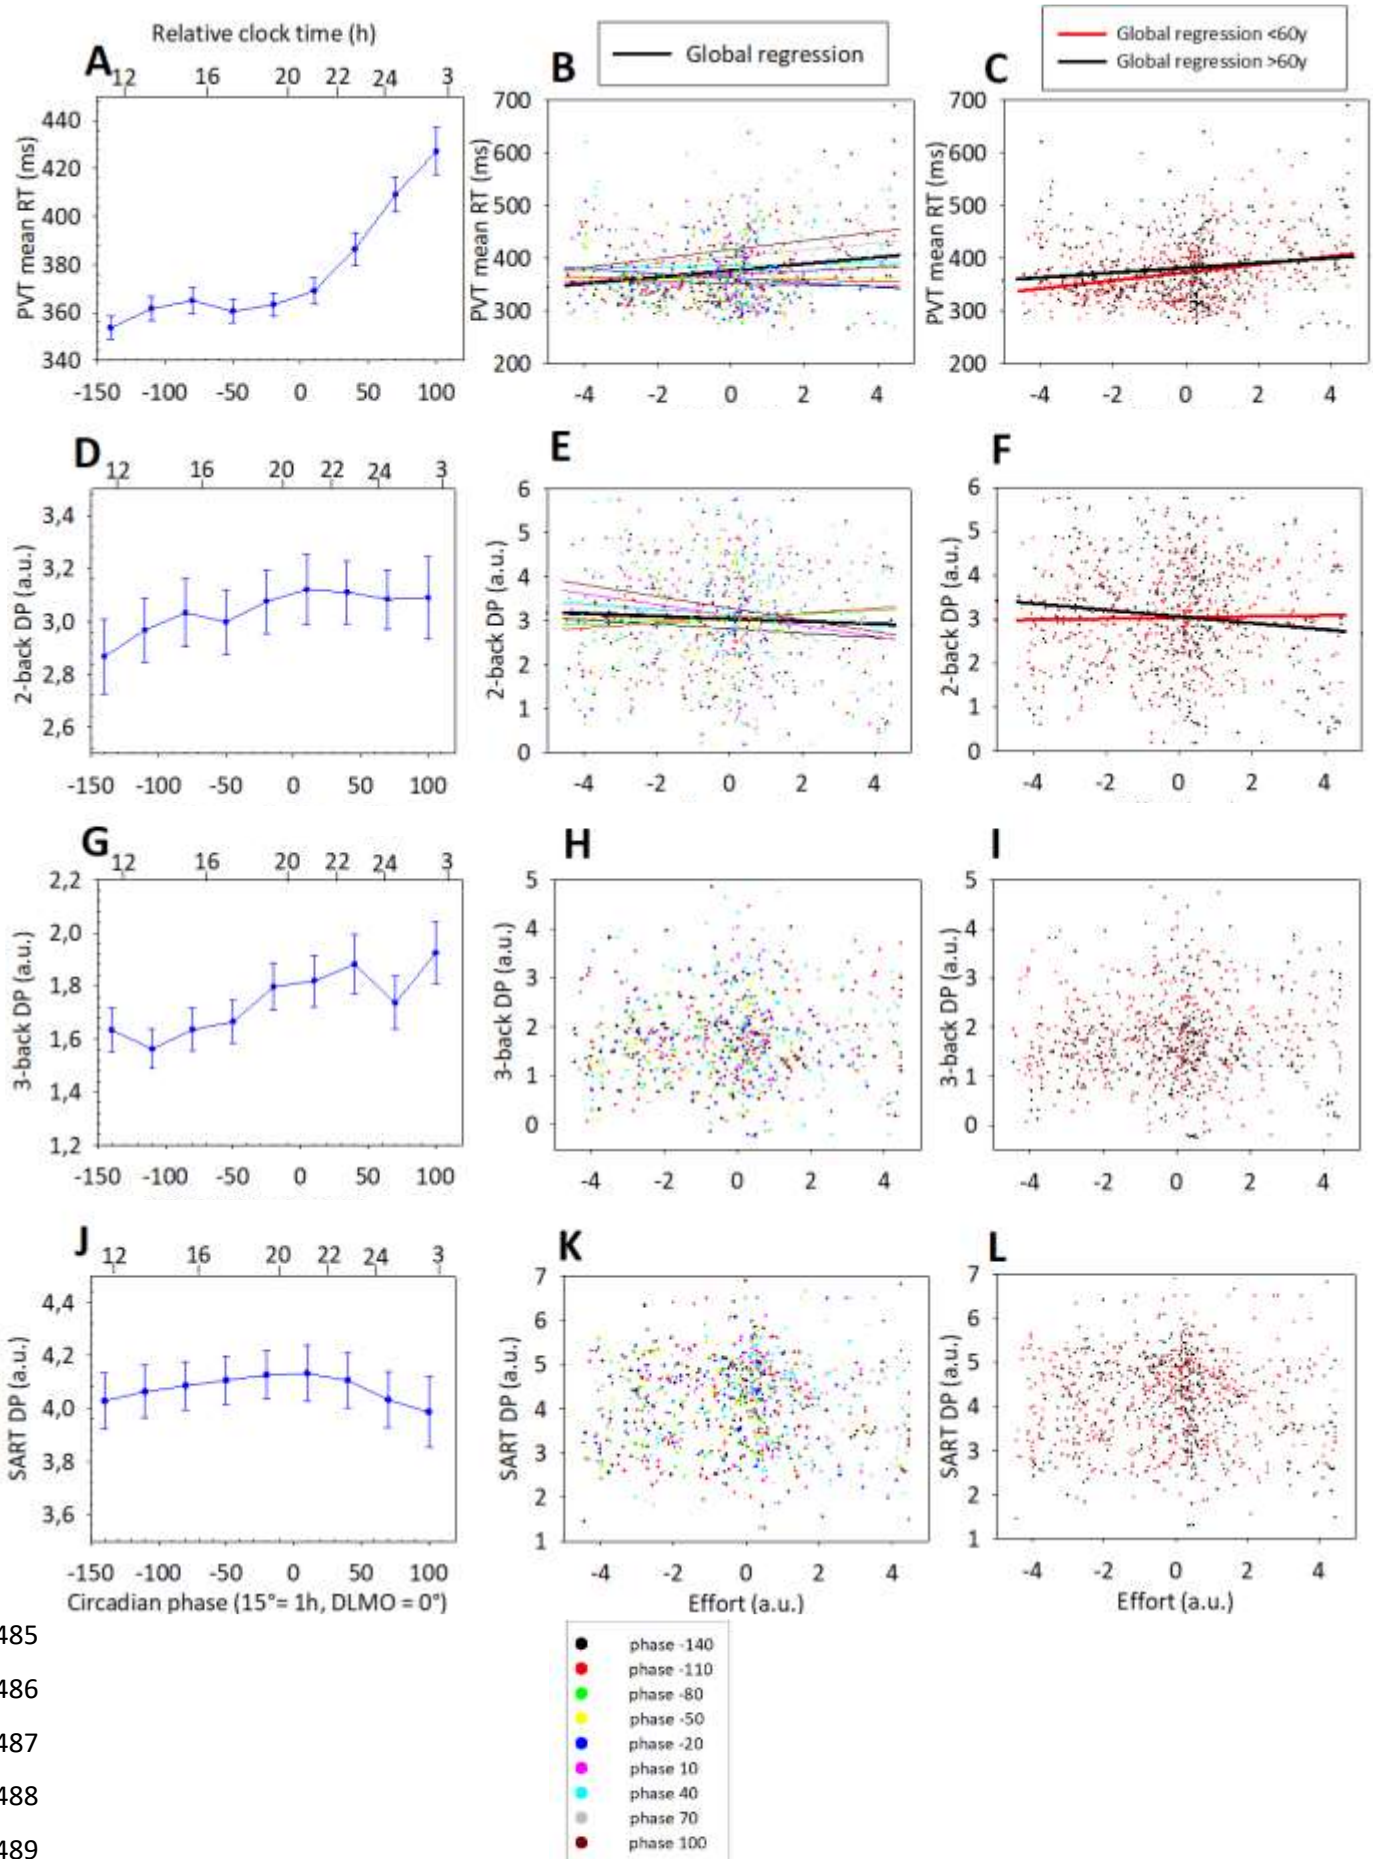 Relative clock time (h)
A 12 16 20 22 24 3
PVT mean RT (ms)
440
420
400
380
360
340
-150 -100 -50 0 50 100
B
Global regression
PVT mean RT (ms)
700
600
500
400
300
200
-4 -2 0 2 4
C
Global regression <60y
Global regression >60y
PVT mean RT (ms)
700
600
500
400
300
200
-4 -2 0 2 4
D 12 16 20 22 24 3
2-back DP (a.u.)
3,4
3,2
3,0
2,8
2,6
-150 -100 -50 0 50 100
E
2-back DP (a.u.)
6
5
4
3
2
1
0
-4 -2 0 2 4
F
2-back DP (a.u.)
6
5
4
3
2
1
0
-4 -2 0 2 4
G 12 16 20 22 24 3
3-back DP (a.u.)
2,2
2,0
1,8
1,6
1,4
1,2
-150 -100 -50 0 50 100
H
3-back DP (a.u.)
5
4
3
2
1
0
-4 -2 0 2 4
I
3-back DP (a.u.)
5
4
3
2
1
0
-4 -2 0 2 4
J 12 16 20 22 24 3
SART DP (a.u.)
4,4
4,2
4,0
3,8
3,6
-150 -100 -50 0 50 100
Circadian phase (15°= 1h, DLMO = 0°)
K
SART DP (a.u.)
7
6
5
4
3
2
1
-4 -2 0 2 4
Effort (a.u.)
L
SART DP (a.u.)
7
6
5
4
3
2
1
-4 -2 0 2 4
Effort (a.u.)
485
486
487
488
489
phase -140
phase -110
phase -80
phase -50
phase -20
phase 10
phase 40
phase 70
phase 100